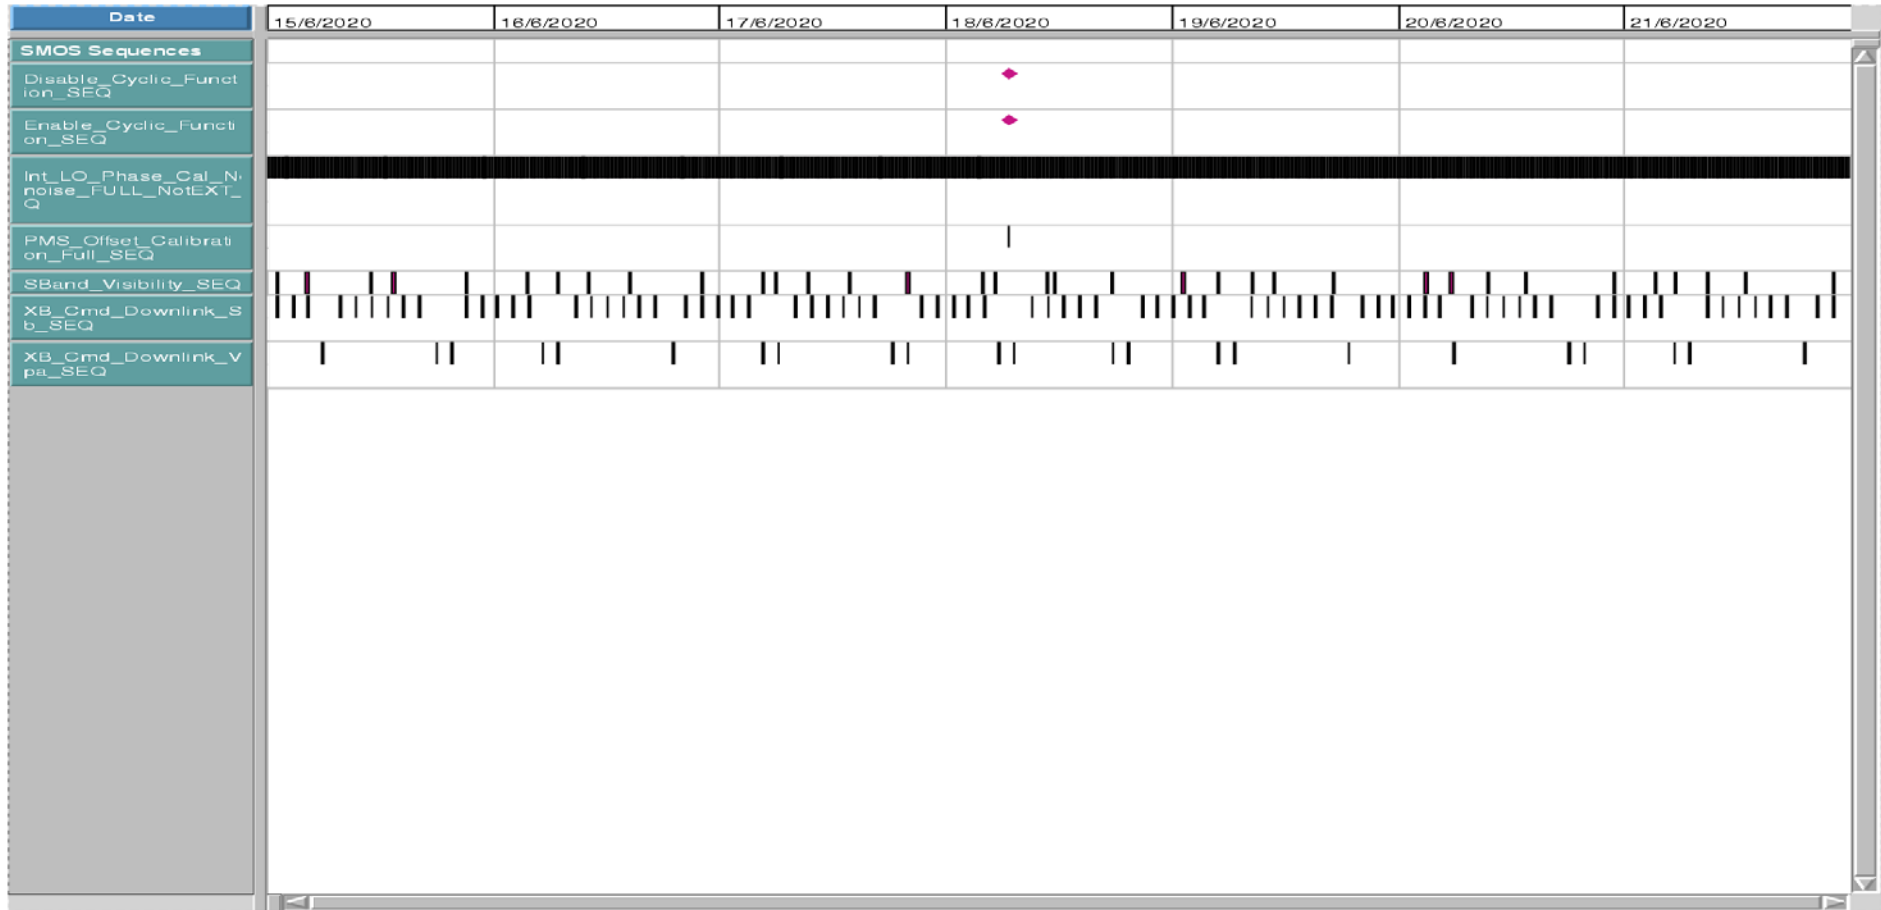 Date
15/6/2020 16/6/2020 17/6/2020 18/6/2020 19/6/2020 20/6/2020 21/6/2020
SMOS Sequences
Disable_Cyclic_Funct
ion_SEQ
Enable_Cyclic_Functi
on_SEQ
Int_LO_Phase_Cal_N
noise_FULL_NotEXT_
Q
PMS_Offset_Calibrati
on_Full_SEQ
SBand_Visibility_SEQ
XB_Cmd_Downlink_S
b_SEQ
XB_Cmd_Downlink_V
pa_SEQ